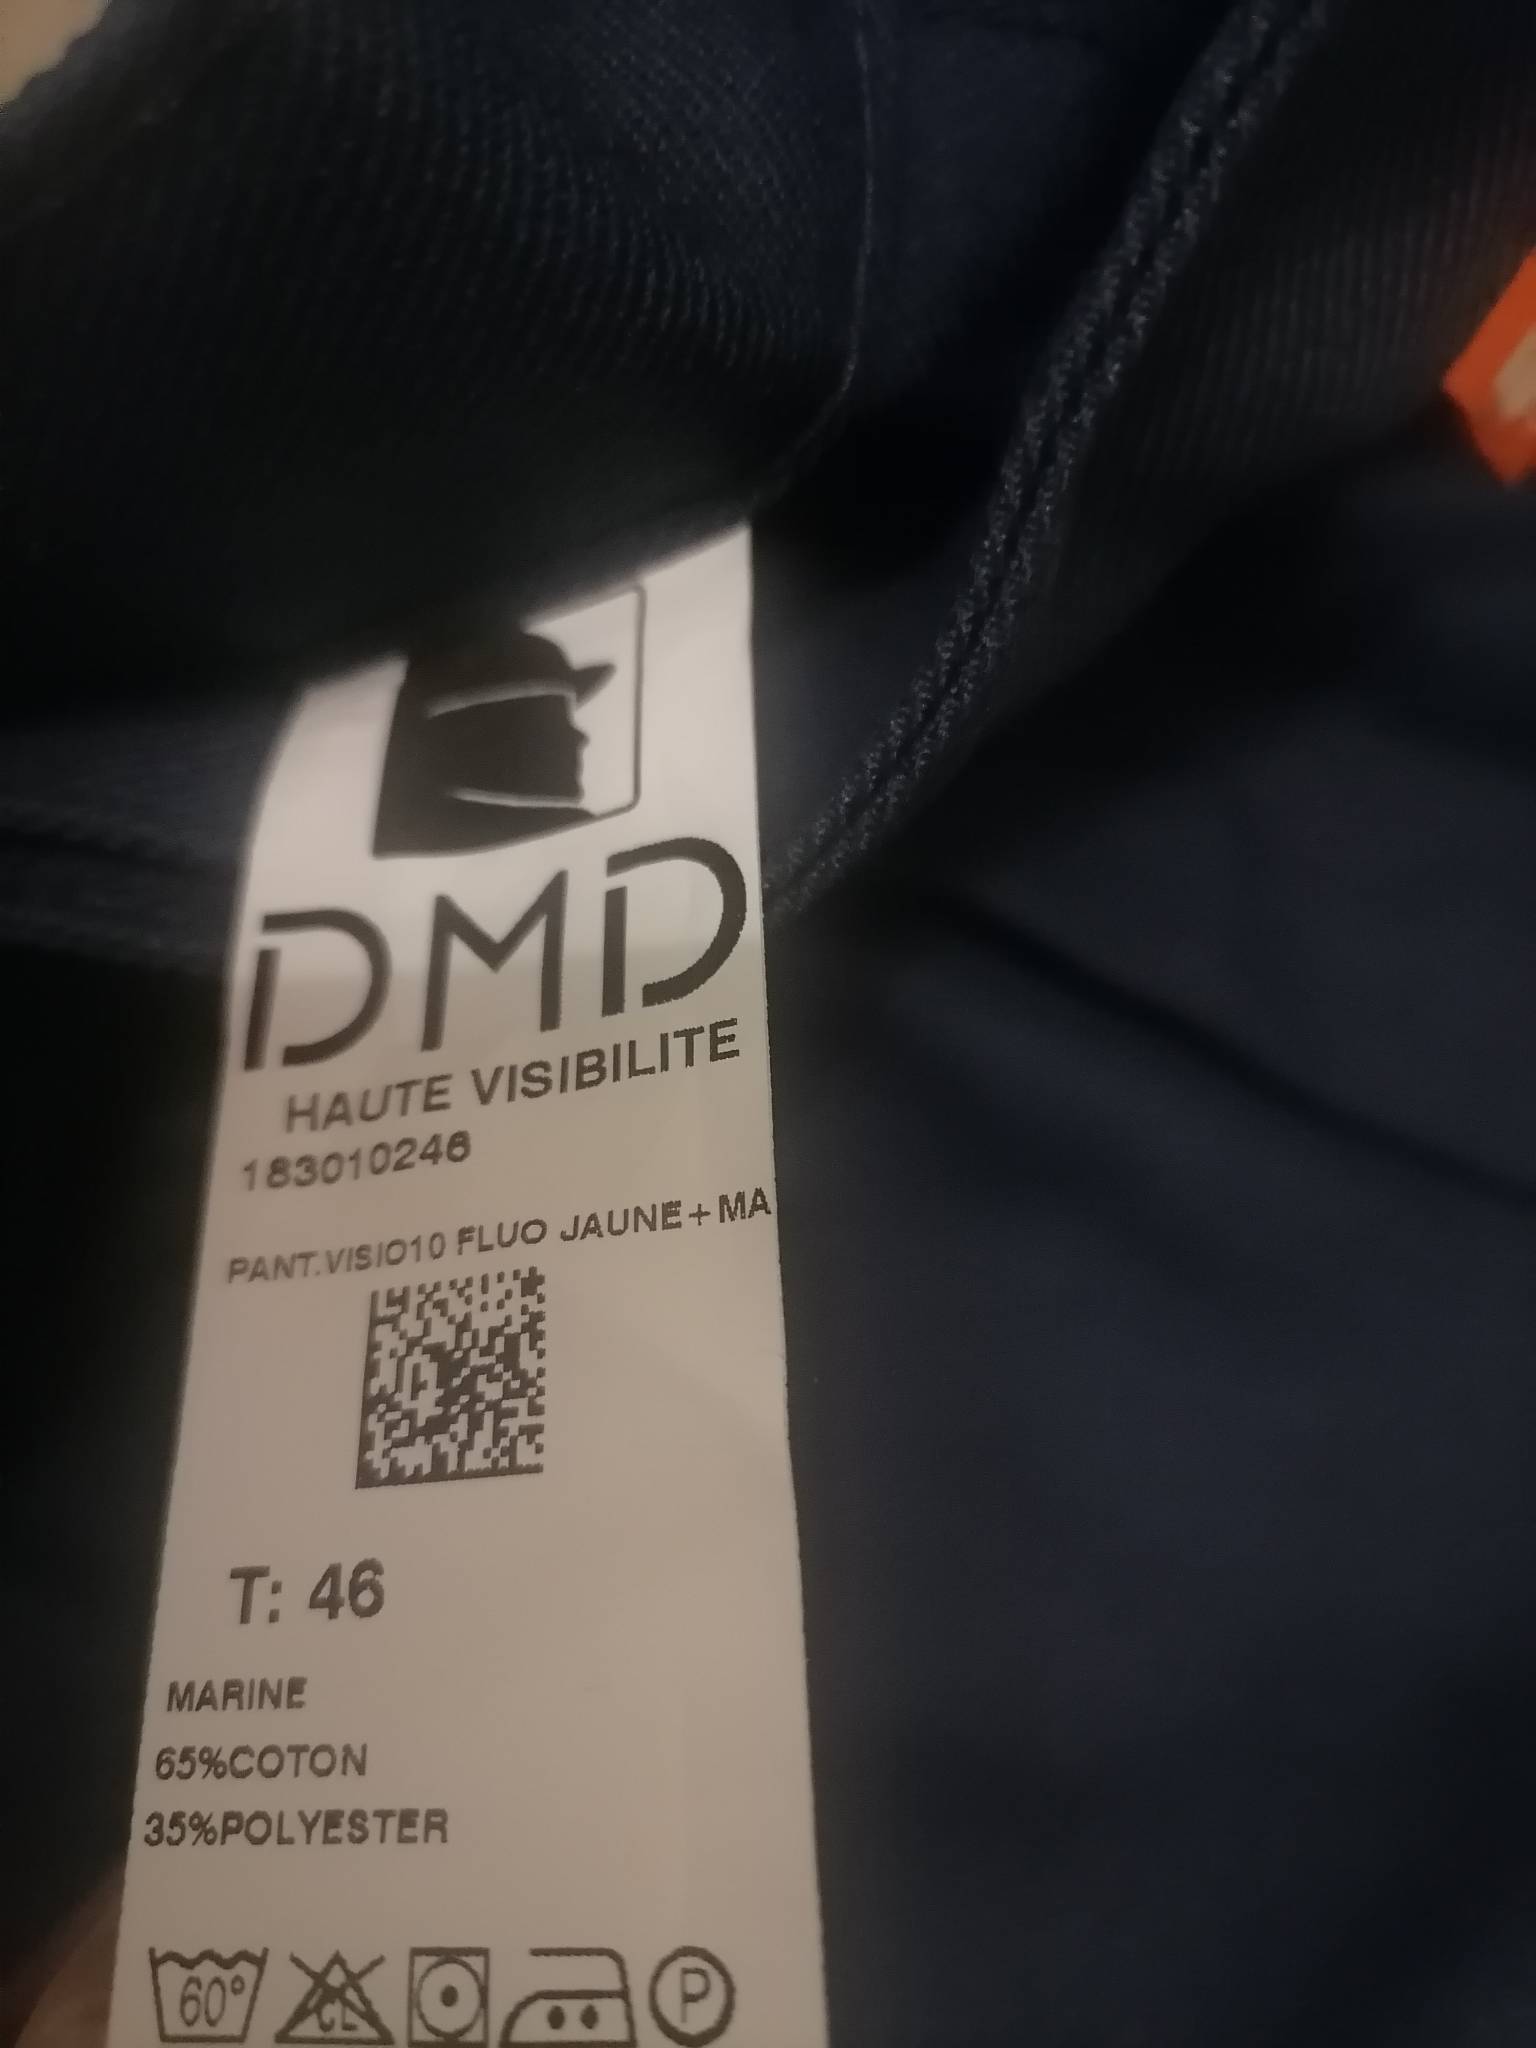 DMD
HAUTE VISIBILITE
183010246
PANT.VISIO10 FLUO JAUNE+MA
T: 46
MARINE
65%COTON
35%POLYESTER
60° CL P